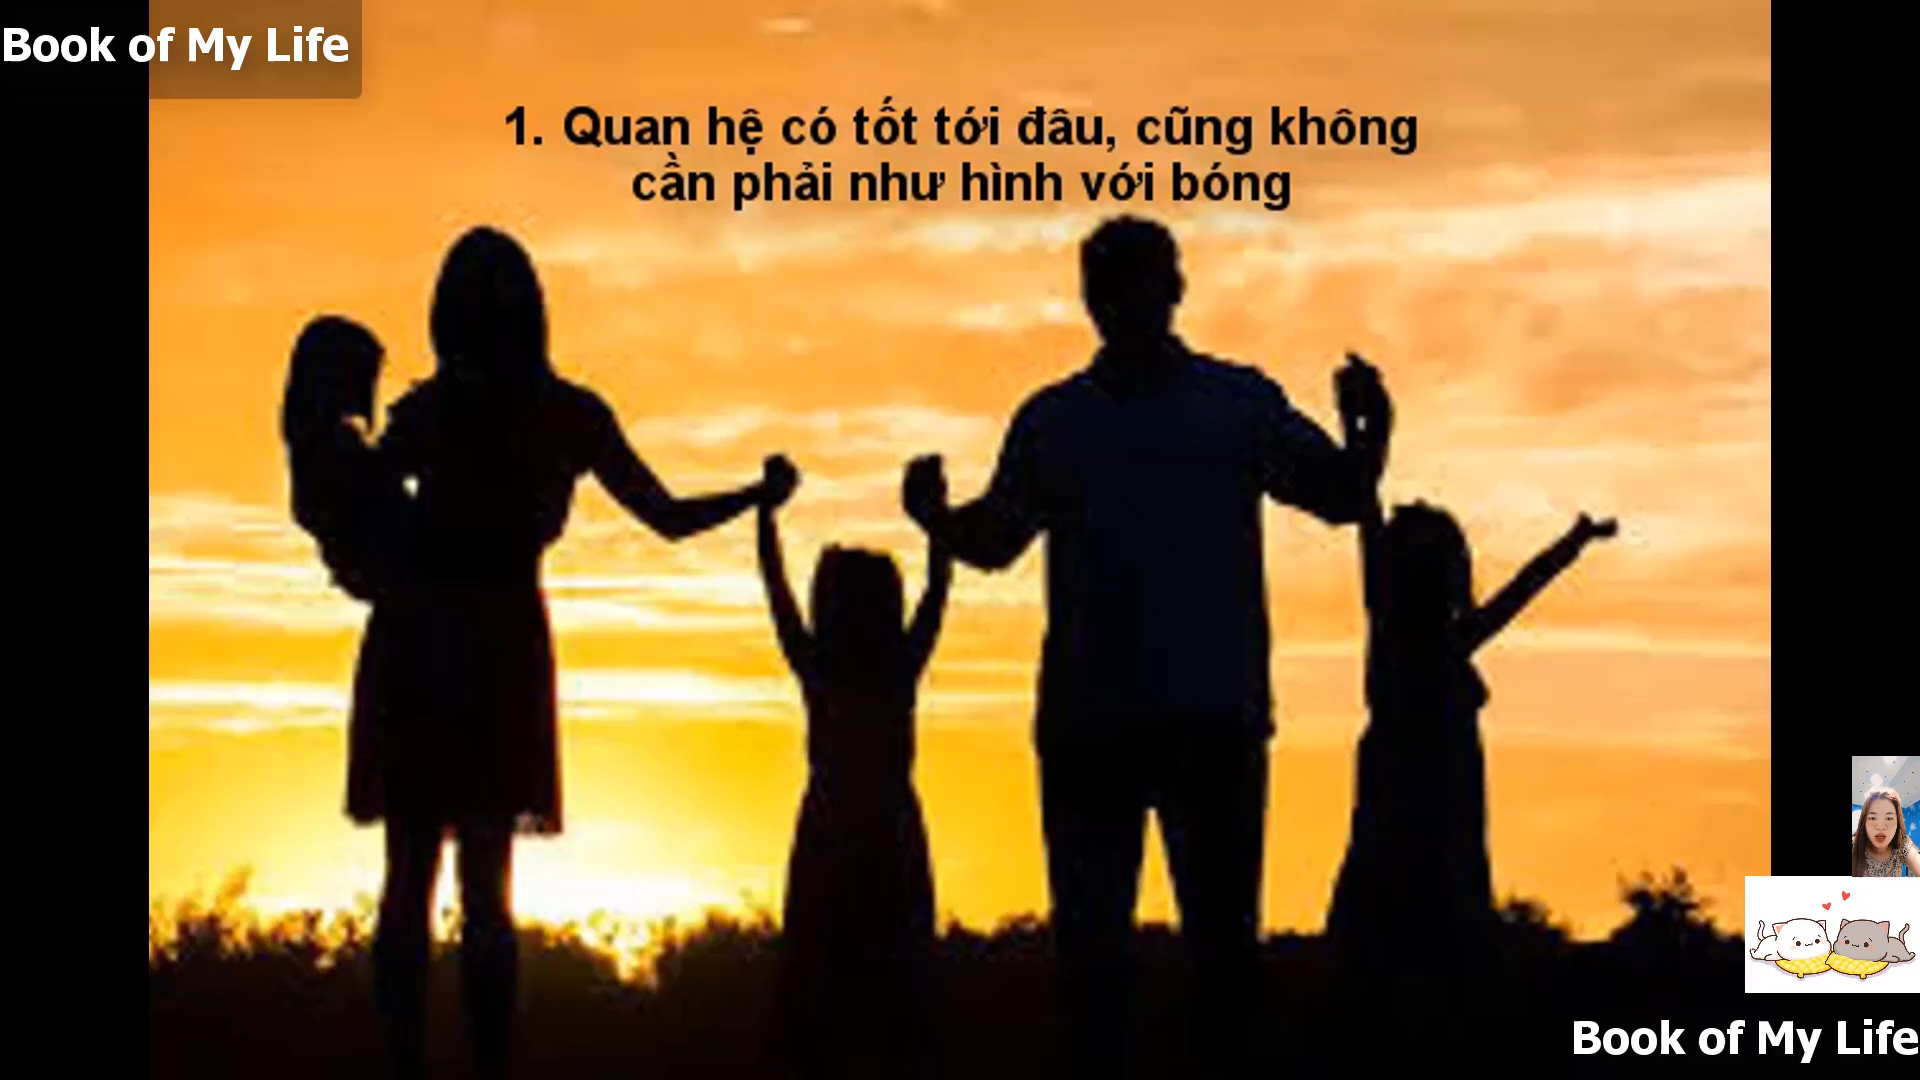 Book of My Life
1. Quan hệ có tốt tới đâu, cũng không
cần phải như hình với bóng
Book of My Life